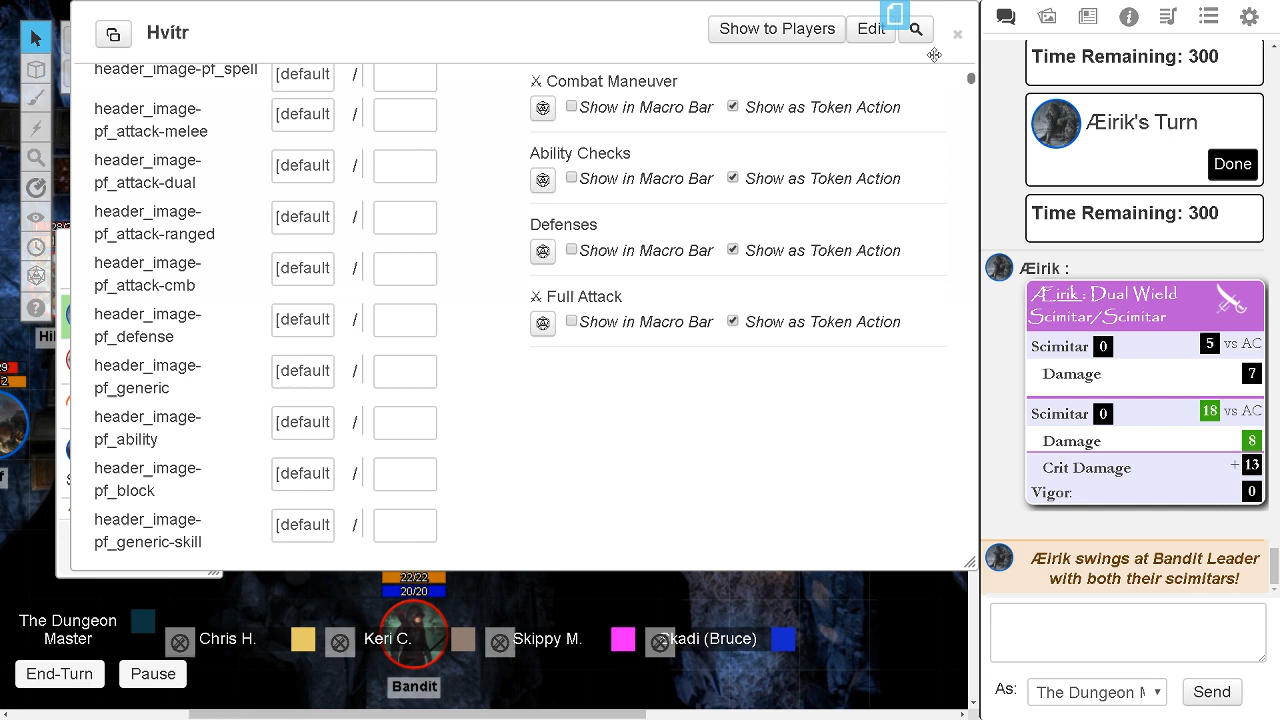 Hvítr
Show to Players
Edit
header_image-pf_spell
[default
/
header_image-
pf_attack-melee
[default
/
header_image-
pf_attack-dual
[default
/
header_image-
pf_attack-ranged
[default
/
header_image-
pf_attack-cmb
[default
/
header_image-
pf_defense
[default
/
header_image-
pf_generic
[default
/
header_image-
pf_ability
[default
/
header_image-
pf_block
[default
/
header_image-
pf_generic-skill
[default
/
Combat Maneuver
Show in Macro Bar
Show as Token Action
Ability Checks
Show in Macro Bar
Show as Token Action
Defenses
Show in Macro Bar
Show as Token Action
Full Attack
Show in Macro Bar
Show as Token Action
22/22
20/20
The Dungeon
Master
Chris H.
Keri C.
Skippy M.
Skadi (Bruce)
End-Turn
Pause
Bandit
Time Remaining: 300
Æirik's Turn
Done
Time Remaining: 300
Æirik :
Æirik : Dual Wield
Scimitar/Scimitar
Scimitar 0 5 vs AC
Damage 7
Scimitar 0 18 vs AC
Damage 8
Crit Damage + 13
Vigor: 0
Æirik swings at Bandit Leader
with both their scimitars!
As:
The Dungeon
Send